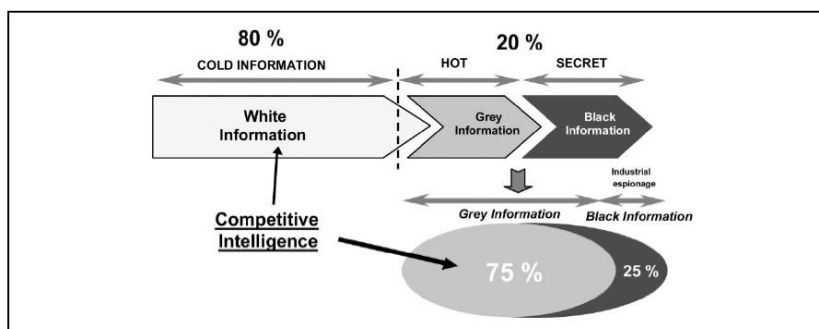 80 %
20 %
COLD INFORMATION
HOT
SECRET
White
Information
Grey
Information
Black
Information
Industrial
espionage
Grey Information
Black Information
Competitive
Intelligence
75 %
25 %